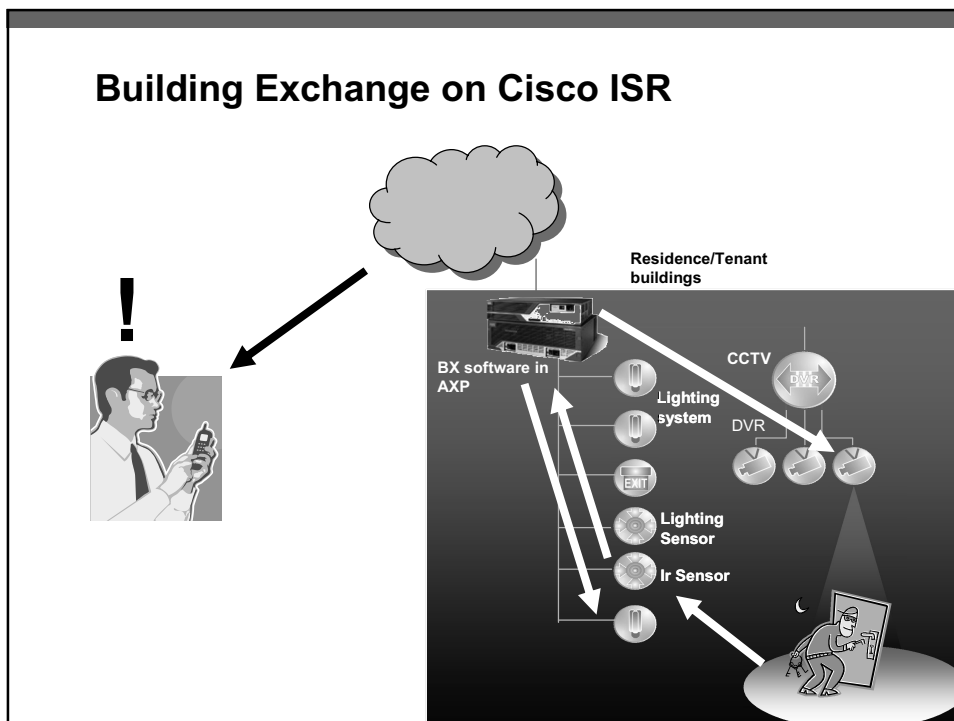 Building Exchange on Cisco ISR
Residence/Tenant
buildings
!
BX software in
AXP
CCTV
DVR
Lighting
system
DVR
EXIT
Lighting
Sensor
Ir Sensor